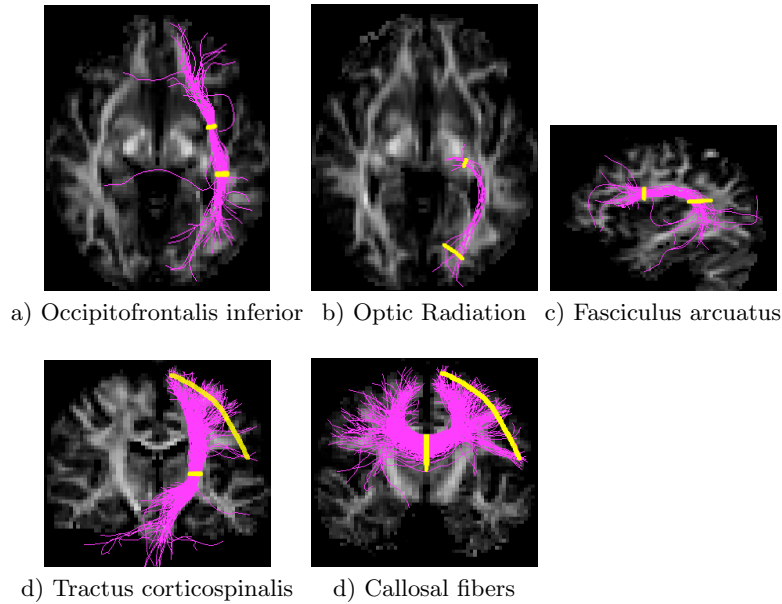 a) Occipitofrontalis inferior b) Optic Radiation c) Fasciculus arcuatus
d) Tractus corticospinalis d) Callosal fibers